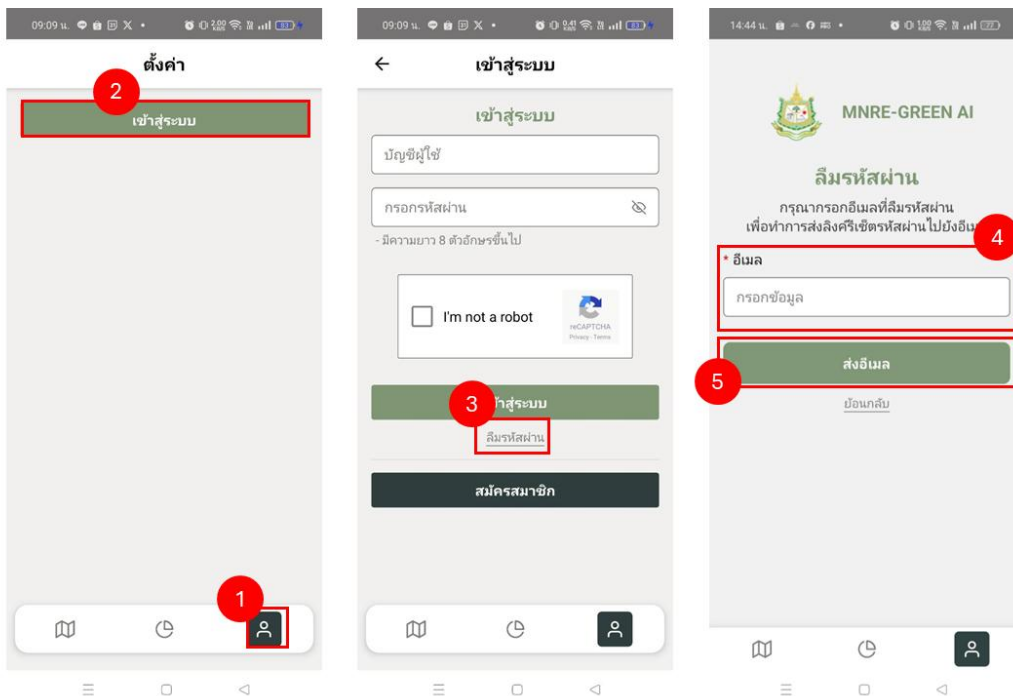 09:09 น.
83
ตั้งค่า
2
เข้าสู่ระบบ
1
09:09 น.
83
เข้าสู่ระบบ
เข้าสู่ระบบ
บัญชีผู้ใช้
กรอกรหัสผ่าน
- มีความยาว 8 ตัวอักษรขึ้นไป
I'm not a robot
reCAPTCHA
Privacy - Terms
3
ข้าสู่ระบบ
ลืมรหัสผ่าน
สมัครสมาชิก
14:44 น.
77
MNRE-GREEN AI
ลืมรหัสผ่าน
กรุณากรอกอีเมลที่ลืมรหัสผ่าน
เพื่อทำการส่งลิงค์รีเซ็ตรหัสผ่านไปยังอีเม
4
* อีเมล
กรอกข้อมูล
ส่งอีเมล
5
ย้อนกลับ